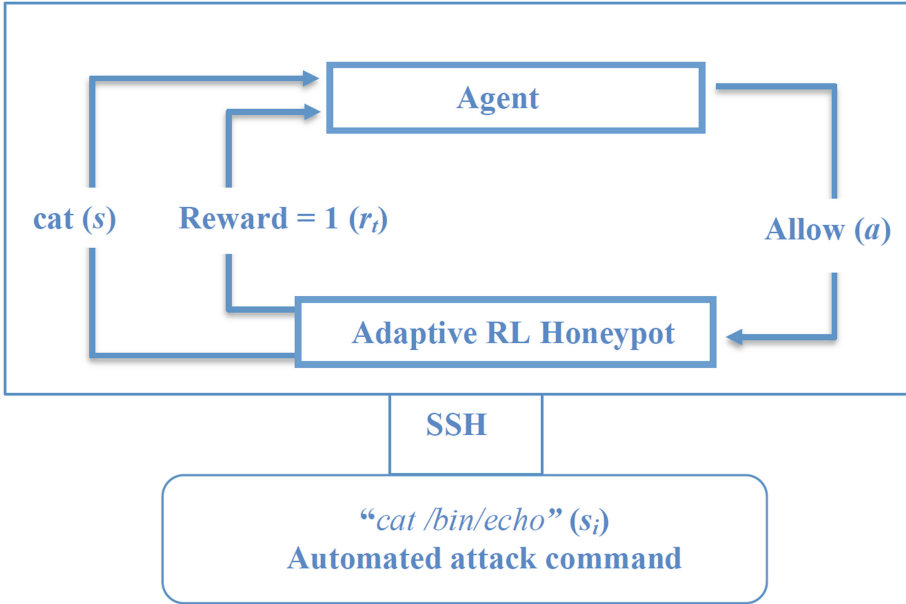 Agent
cat (s)
Reward = 1 (rₜ)
Allow (a)
Adaptive RL Honeypot
SSH
“cat /bin/echo” (sᵢ)
Automated attack command